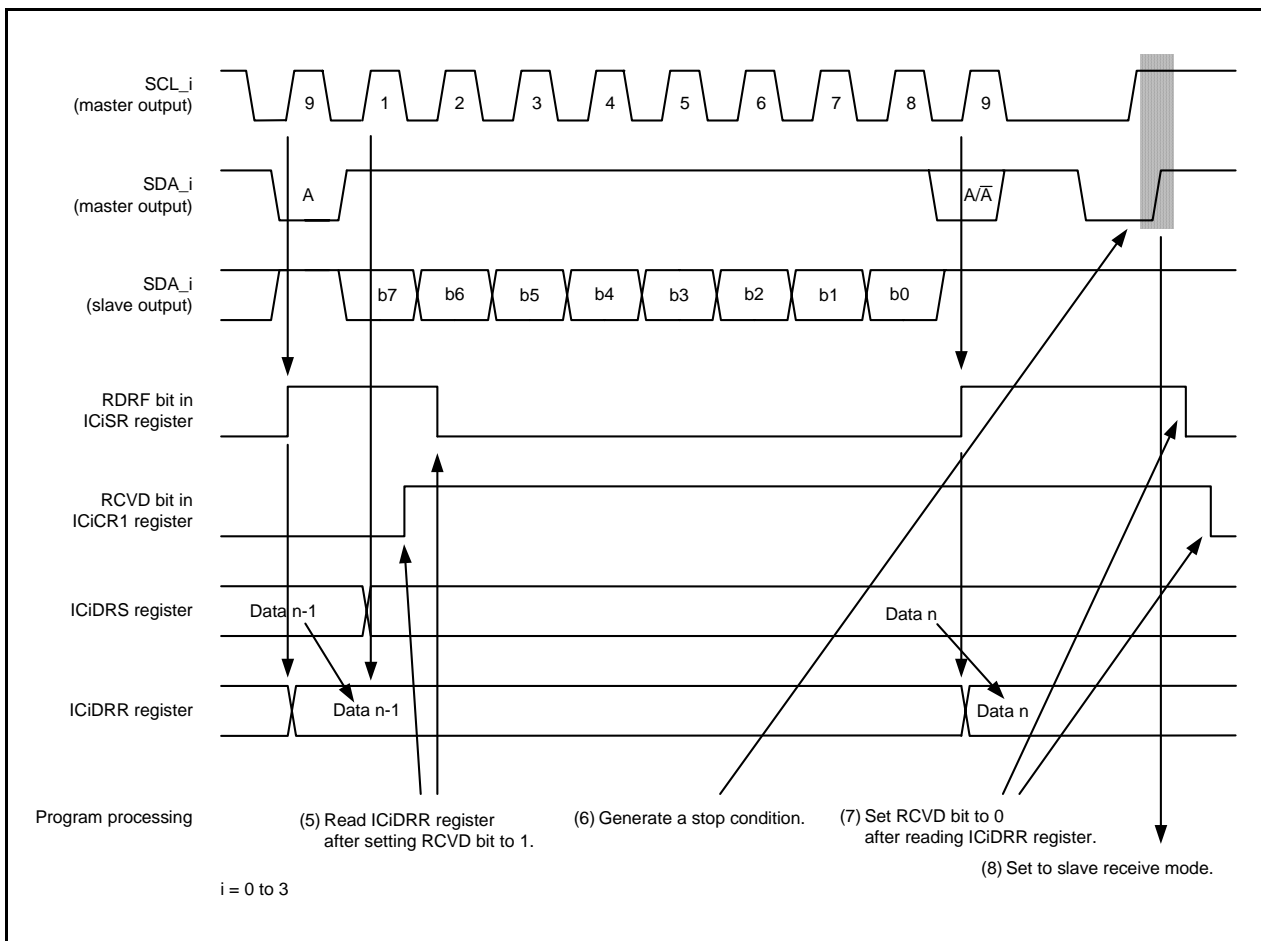 SCL_i
(master output)
9 1 2 3 4 5 6 7 8 9
SDA_i
(master output)
A A/A̅
SDA_i
(slave output)
b7 b6 b5 b4 b3 b2 b1 b0
RDRF bit in
ICiSR register
RCVD bit in
ICiCR1 register
ICiDRS register
Data n-1 Data n
ICiDRR register
Data n-1 Data n
Program processing
(5) Read ICiDRR register
after setting RCVD bit to 1.
(6) Generate a stop condition.
(7) Set RCVD bit to 0
after reading ICiDRR register.
(8) Set to slave receive mode.
i = 0 to 3